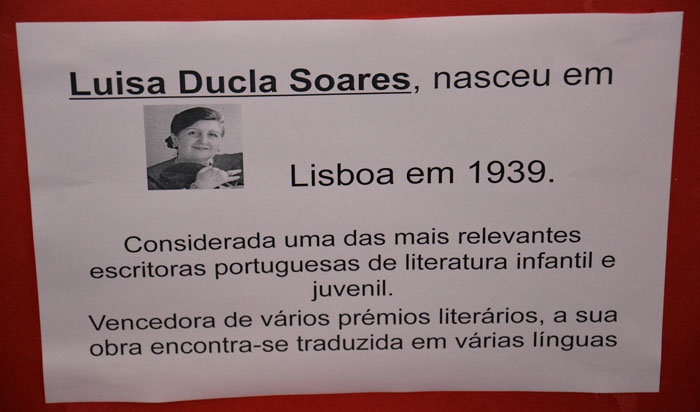 Luisa Ducla Soares, nasceu em
Lisboa em 1939.
Considerada uma das mais relevantes
escritoras portuguesas de literatura infantil e
juvenil.
Vencedora de vários prémios literários, a sua
obra encontra-se traduzida em várias línguas